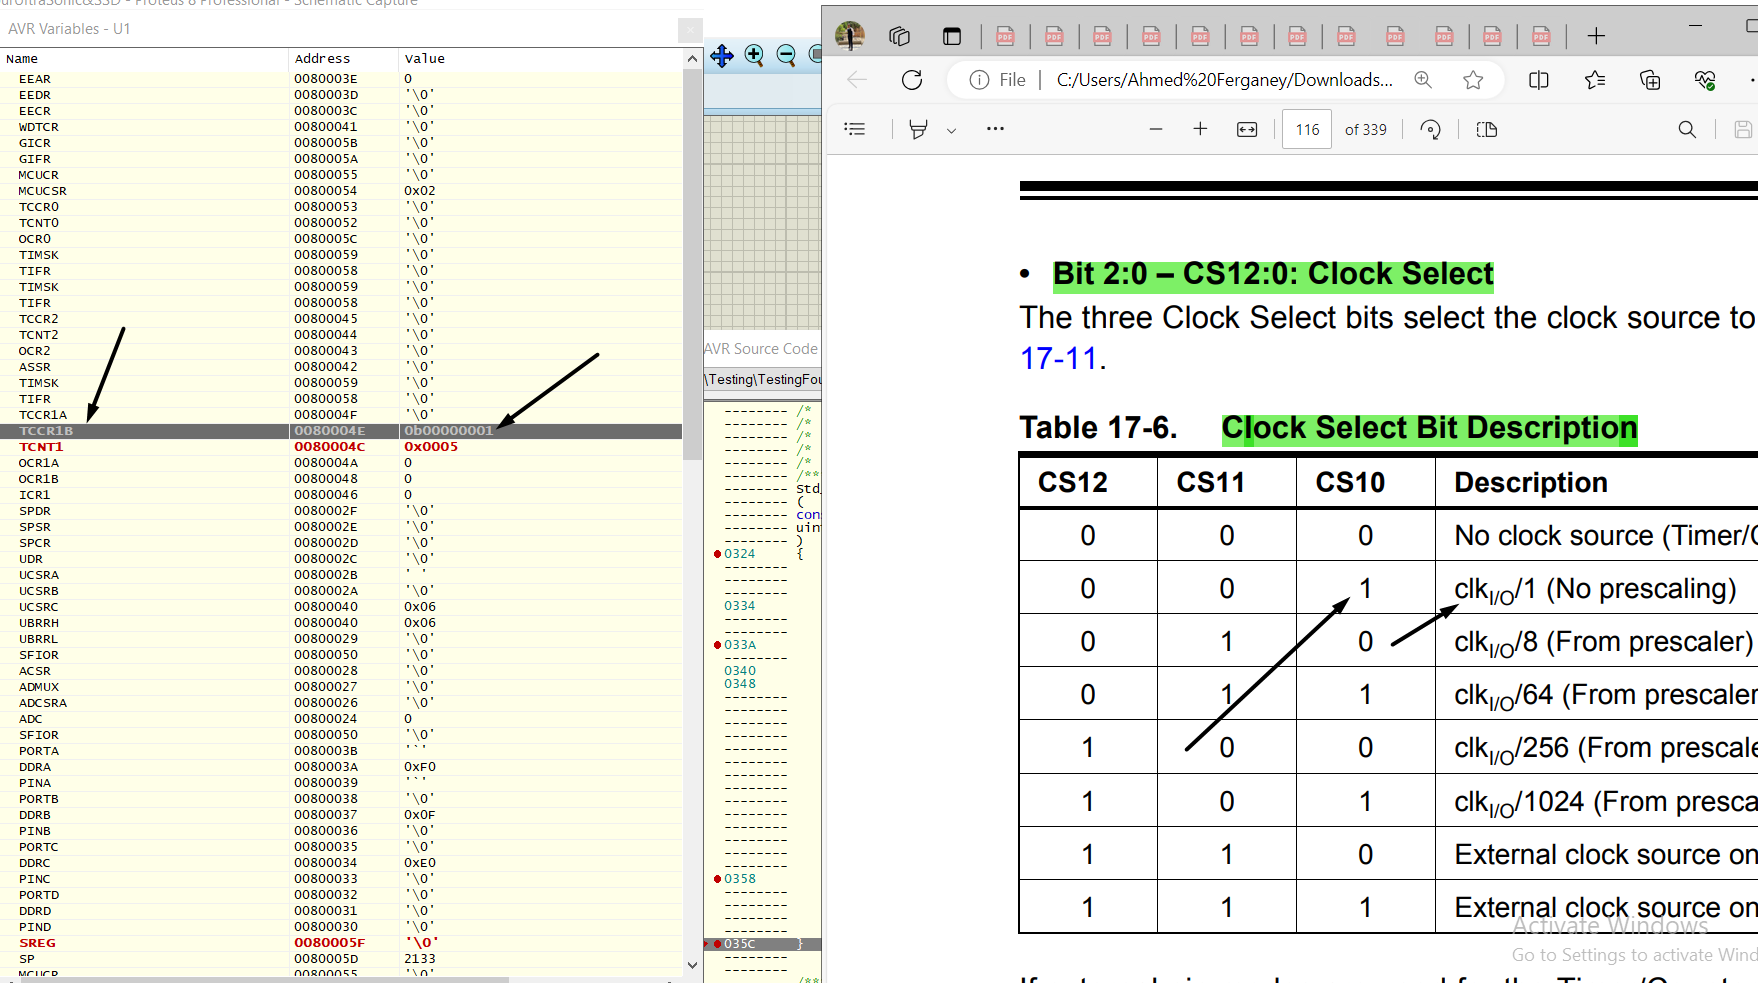 AVR Variables - U1
Name Address Value
EEAR 0080003E 0
EEDR 0080003D '\0'
EECR 0080003C '\0'
WDTCR 00800041 '\0'
GICR 0080005B '\0'
GIFR 0080005A '\0'
MCUCR 00800055 '\0'
MCUCSR 00800054 0x02
TCCR0 00800053 '\0'
TCNT0 00800052 '\0'
OCR0 0080005C '\0'
TIMSK 00800059 '\0'
TIFR 00800058 '\0'
TIMSK 00800059 '\0'
TIFR 00800058 '\0'
TCCR2 00800045 '\0'
TCNT2 00800044 '\0'
OCR2 00800043 '\0'
ASSR 00800042 '\0'
TIMSK 00800059 '\0'
TIFR 00800058 '\0'
TCCR1A 0080004F '\0'
TCCR1B 0080004E 0b00000001
TCNT1 0080004C 0x0005
OCR1A 0080004A 0
OCR1B 00800048 0
ICR1 00800046 0
SPDR 0080002F '\0'
SPSR 0080002E '\0'
SPCR 0080002D '\0'
UDR 0080002C '\0'
UCSRA 0080002B ' '
UCSRB 0080002A '\0'
UCSRC 00800040 0x06
UBRRH 00800040 0x06
UBRRL 00800029 '\0'
SFIOR 00800050 '\0'
ACSR 00800028 '\0'
ADMUX 00800027 '\0'
ADCSRA 00800026 '\0'
ADC 00800024 0
SFIOR 00800050 '\0'
PORTA 0080003B '`'
DDRA 0080003A 0xF0
PINA 00800039 '`'
PORTB 00800038 '\0'
DDRB 00800037 0x0F
PINB 00800036 '\0'
PORTC 00800035 '\0'
DDRC 00800034 0xE0
PINC 00800033 '\0'
PORTD 00800032 '\0'
DDRD 00800031 '\0'
PIND 00800030 '\0'
SREG 0080005F '\0'
SP 0080005D 2133
MCUCR 00800055 '\0'
AVR Source Code
\Testing\TestingFou
-------- /*
-------- /*
-------- /*
-------- /*
-------- /*
-------- /**
-------- Std_
-------- (
-------- con
-------- uin
-------- )
0324 {
0334
033A
0340
0348
0358
035C }
/**
File C:/Users/Ahmed%20Ferganey/Downloads...
116 of 339
• Bit 2:0 – CS12:0: Clock Select
The three Clock Select bits select the clock source to
17-11.
Table 17-6. Clock Select Bit Description
CS12 CS11 CS10 Description
0 0 0 No clock source (Timer/C
0 0 1 clkI/O/1 (No prescaling)
0 1 0 clkI/O/8 (From prescaler)
0 1 1 clkI/O/64 (From prescaler
1 0 0 clkI/O/256 (From prescale
1 0 1 clkI/O/1024 (From presca
1 1 0 External clock source on
1 1 1 External clock source on
Activate Windows
Go to Settings to activate Wind